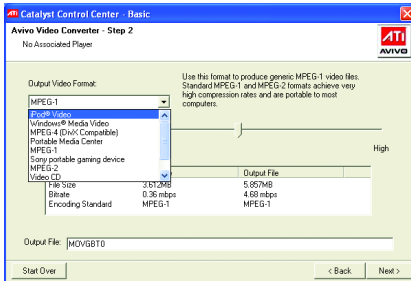 ATI Catalyst Control Center - Basic
Avivo Video Converter - Step 2
No Associated Player
ATI
AVIVO
Output Video Format:
Use this format to produce generic MPEG-1 video files.
Standard MPEG-1 and MPEG-2 formats achieve very
high compression rates and are portable to most
computers.
MPEG-1
iPod® Video
Windows® Media Video
MPEG-4 (DivX Compatible)
Portable Media Center
MPEG-1
Sony portable gaming device
MPEG-2
Video CD
High
Output File
File Size 3.612MB 5.857MB
Bitrate 0.36 mbps 4.68 mbps
Encoding Standard MPEG-1 MPEG-1
Output File: MOVGBT0
Start Over
< Back
Next >